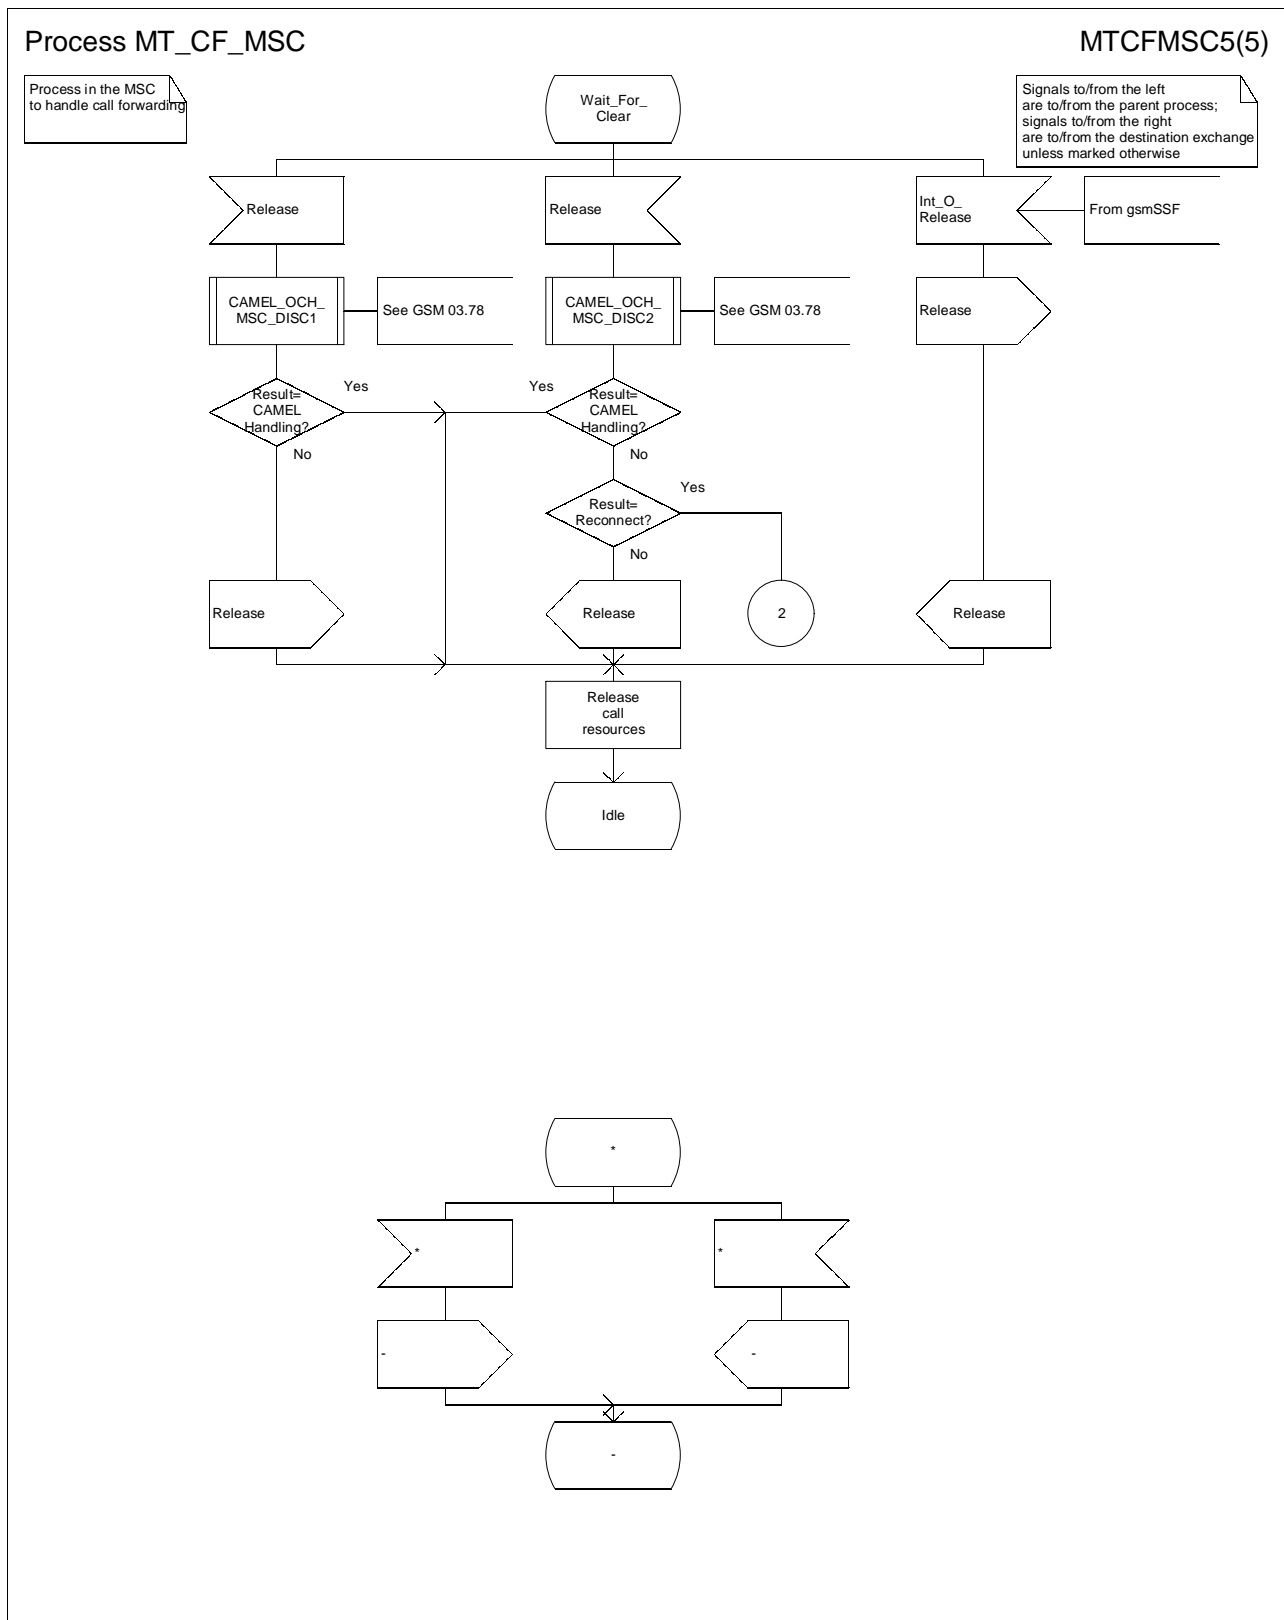 Process MT_CF_MSC
MTCFMSC5(5)
Process in the MSC
to handle call forwarding
Signals to/from the left
are to/from the parent process;
signals to/from the right
are to/from the destination exchange
unless marked otherwise
Wait_For_
Clear
Release
Release
Int_O_
Release
From gsmSSF
CAMEL_OCH_
MSC_DISC1
See GSM 03.78
CAMEL_OCH_
MSC_DISC2
See GSM 03.78
Release
Result=
CAMEL
Handling?
Yes
No
Yes
Result=
CAMEL
Handling?
No
Result=
Reconnect?
Yes
No
Release
Release
2
Release
Release
call
resources
Idle
*
*
*
-
-
-